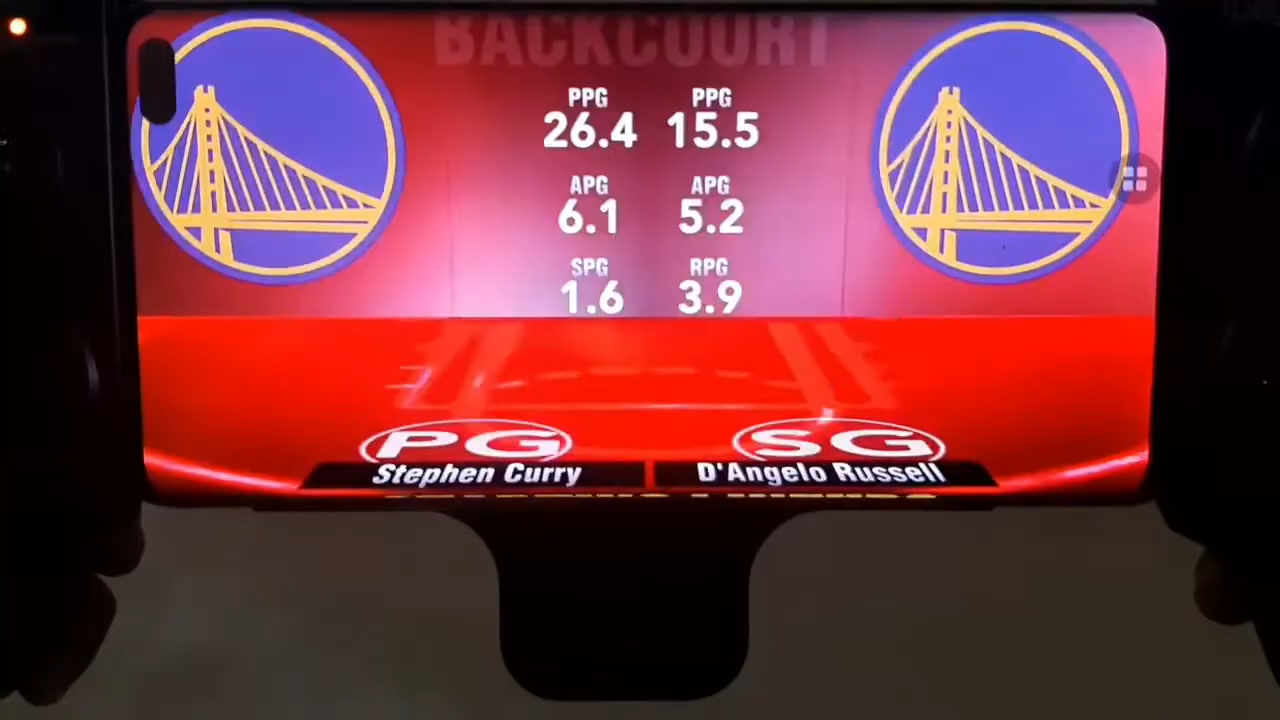 BACKCOURT
PPG PPG
26.4 15.5
APG APG
6.1 5.2
SPG RPG
1.6 3.9
PG SG
Stephen Curry D'Angelo Russell